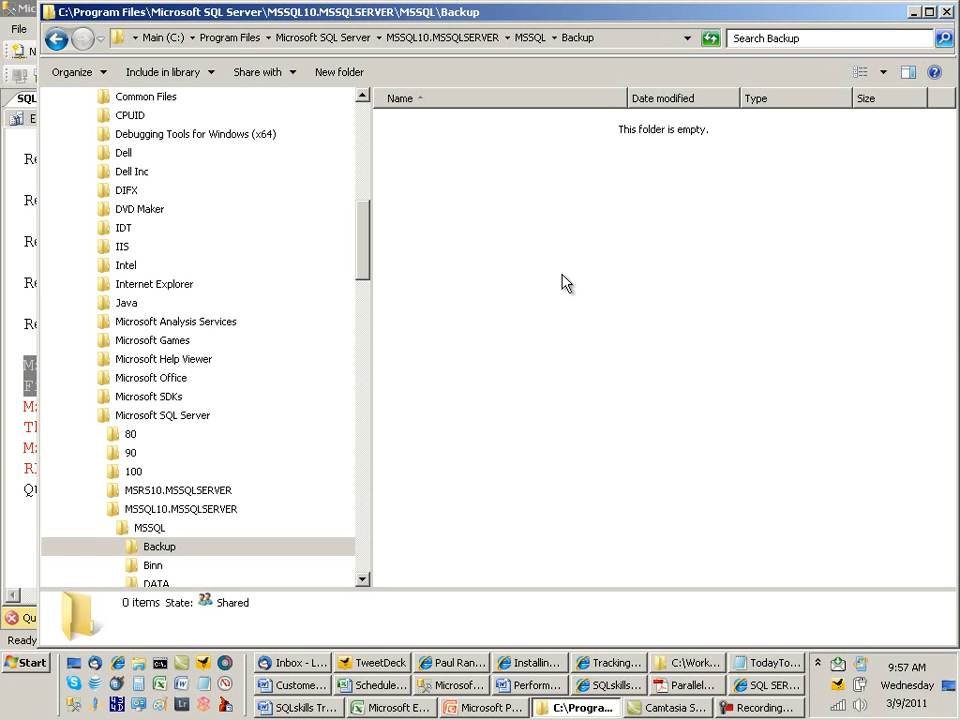 C:\Program Files\Microsoft SQL Server\MSSQL10.MSSQLSERVER\MSSQL\Backup
Main (C:) Program Files Microsoft SQL Server MSSQL10.MSSQLSERVER MSSQL Backup
Search Backup
File
Organize Include in library Share with New folder
Name Date modified Type Size
This folder is empty.
Common Files
CPUID
Debugging Tools for Windows (x64)
Dell
Dell Inc
DIFX
DVD Maker
IDT
IIS
Intel
Internet Explorer
Java
Microsoft Analysis Services
Microsoft Games
Microsoft Help Viewer
Microsoft Office
Microsoft SDKs
Microsoft SQL Server
80
90
100
MSRS10.MSSQLSERVER
MSSQL10.MSSQLSERVER
MSSQL
Backup
Binn
DATA
0 items State: Shared
Ready
Start
Inbox - L... TweetDeck Paul Ran... Installin... Tracking... C:\Work... TodayTo...
Custome... Schedule... Microsof... Perform... SQLskills... Parallel... SQL SER...
SQLskills Tr... Microsoft E... Microsoft P... C:\Progra... Camtasia S... Recording...
9:57 AM
Wednesday
3/9/2011